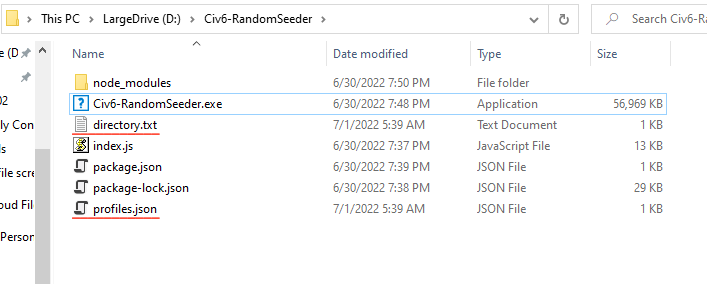 This PC > LargeDrive (D:) > Civ6-RandomSeeder >
Search Civ6-Ra
Name Date modified Type Size
e (D
02
ly Con
ls
file scre
oud Fil
Person
node_modules 6/30/2022 7:50 PM File folder
Civ6-RandomSeeder.exe 6/30/2022 7:48 PM Application 56,969 KB
directory.txt 7/1/2022 5:39 AM Text Document 1 KB
index.js 6/30/2022 7:37 PM JavaScript File 13 KB
package.json 6/30/2022 7:39 PM JSON File 1 KB
package-lock.json 6/30/2022 7:38 PM JSON File 29 KB
profiles.json 7/1/2022 5:39 AM JSON File 1 KB